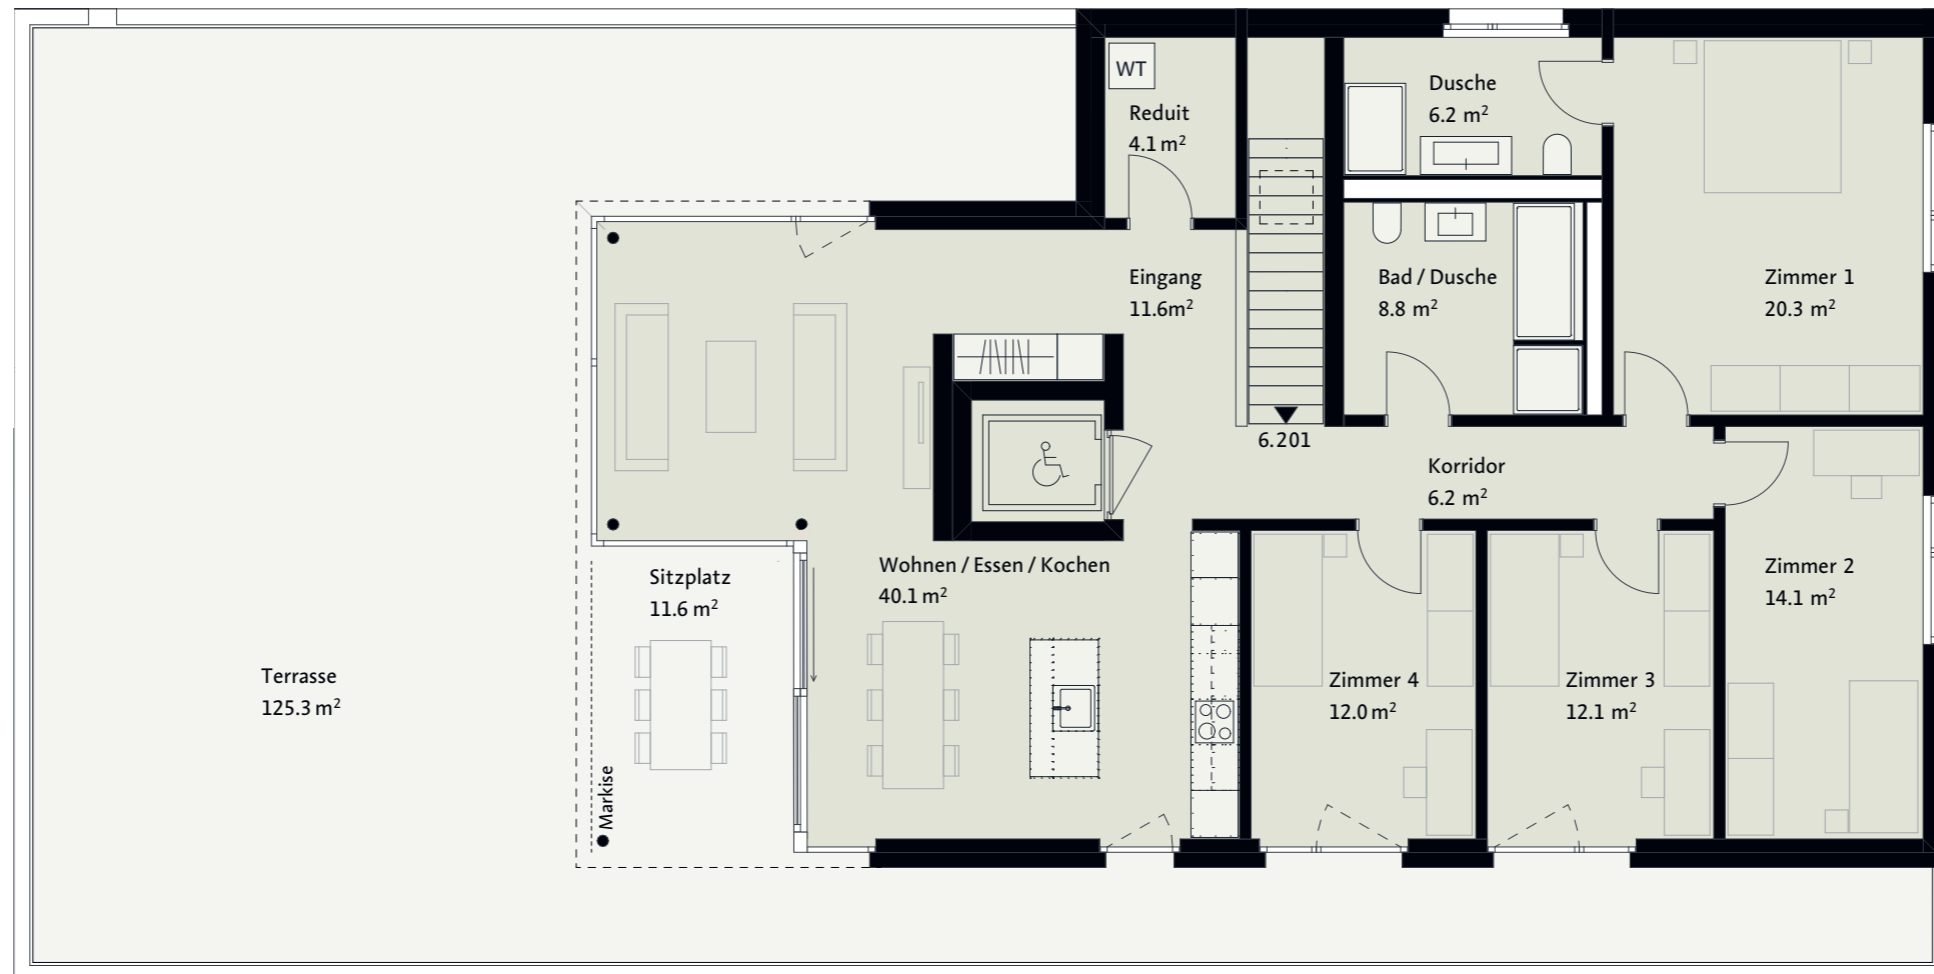 WT
Reduit
4.1 m²
Dusche
6.2 m²
Eingang
11.6m²
Bad / Dusche
8.8 m²
Zimmer 1
20.3 m²
6.201
Korridor
6.2 m²
Wohnen / Essen / Kochen
40.1 m²
Sitzplatz
11.6 m²
Zimmer 2
14.1 m²
Terrasse
125.3 m²
Zimmer 4
12.0 m²
Zimmer 3
12.1 m²
Markise